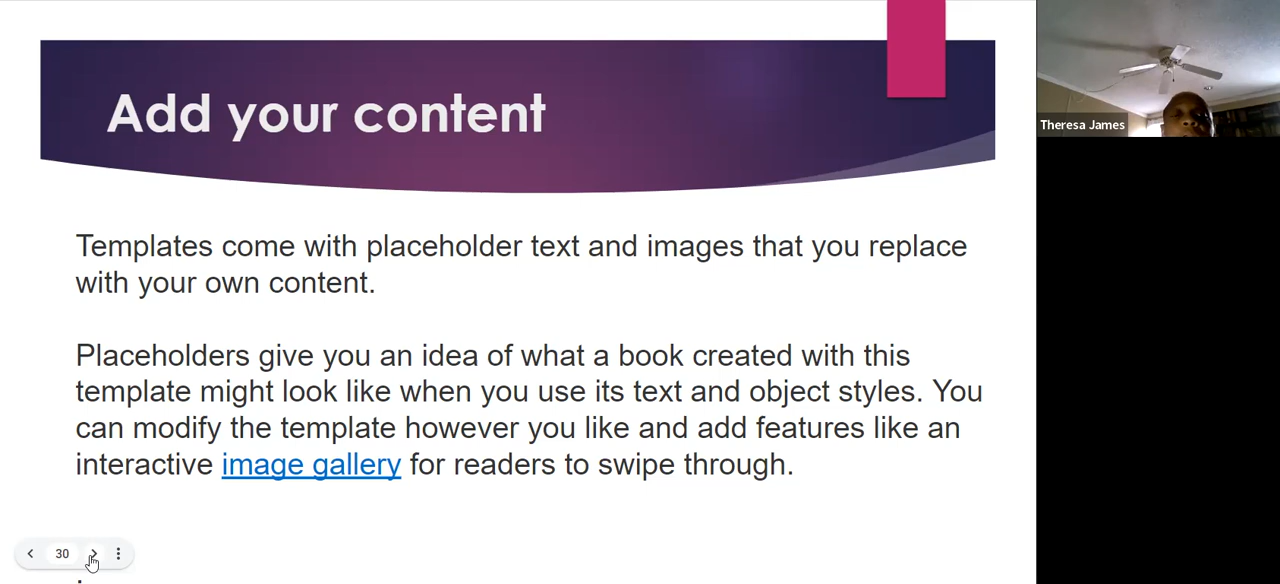 Add your content
Theresa James
Templates come with placeholder text and images that you replace
with your own content.
Placeholders give you an idea of what a book created with this
template might look like when you use its text and object styles. You
can modify the template however you like and add features like an
interactive image gallery for readers to swipe through.
30